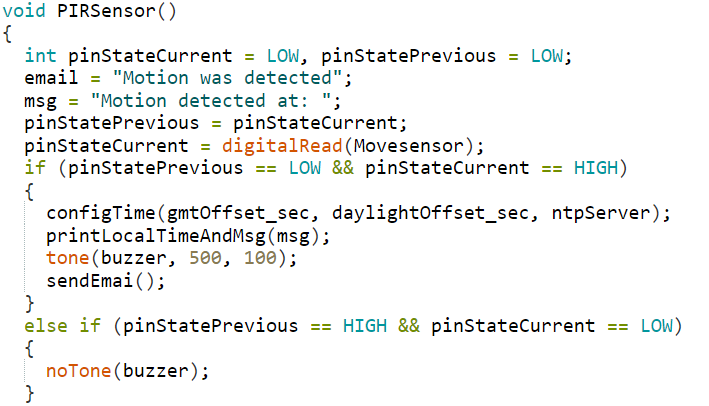 void PIRSensor()
{
  int pinStateCurrent = LOW, pinStatePrevious = LOW;
  email = "Motion was detected";
  msg = "Motion detected at: ";
  pinStatePrevious = pinStateCurrent;
  pinStateCurrent = digitalRead(Movesensor);
  if (pinStatePrevious == LOW && pinStateCurrent == HIGH)
  {
    configTime(gmtOffset_sec, daylightOffset_sec, ntpServer);
    printLocalTimeAndMsg(msg);
    tone(buzzer, 500, 100);
    sendEmai();
  }
  else if (pinStatePrevious == HIGH && pinStateCurrent == LOW)
  {
    noTone(buzzer);
  }